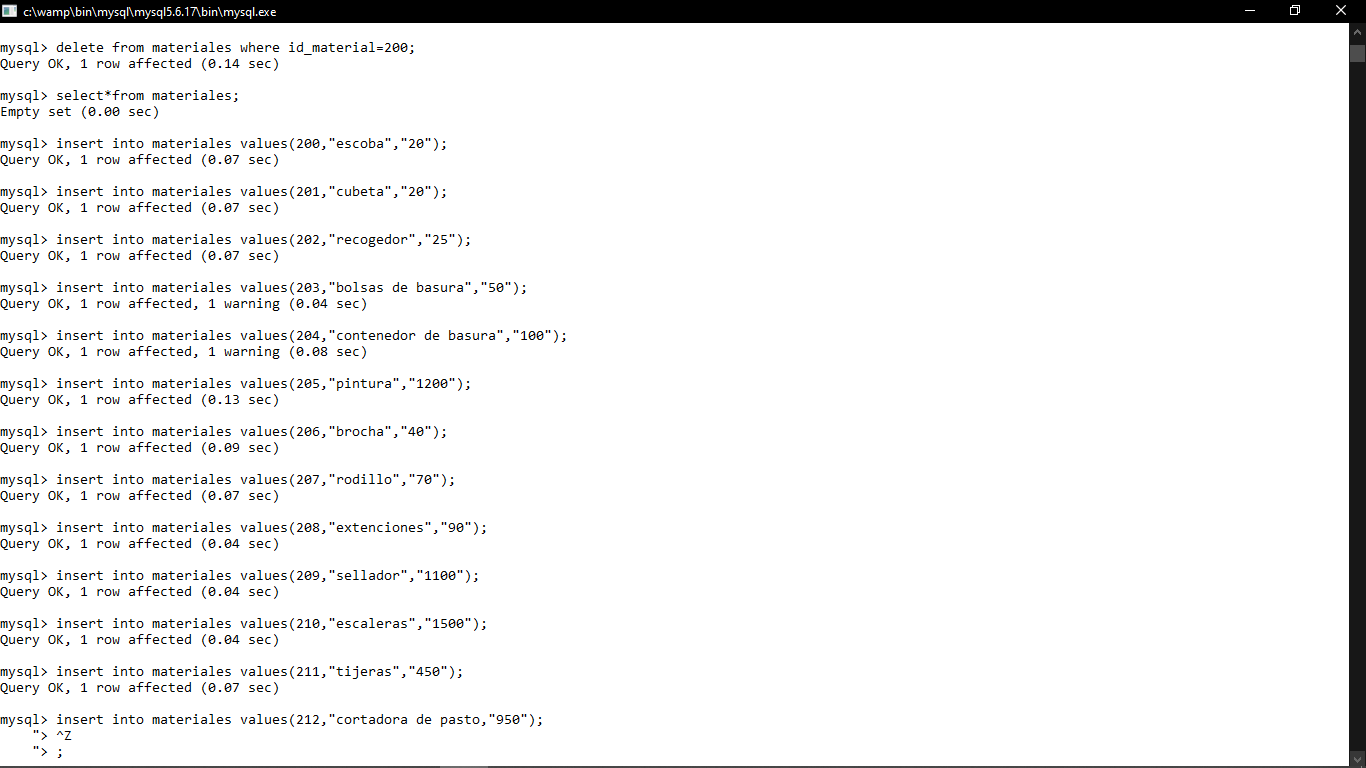 c:\wamp\bin\mysql\mysql5.6.17\bin\mysql.exe
mysql> delete from materiales where id_material=200;
Query OK, 1 row affected (0.14 sec)
mysql> select*from materiales;
Empty set (0.00 sec)
mysql> insert into materiales values(200,"escoba","20");
Query OK, 1 row affected (0.07 sec)
mysql> insert into materiales values(201,"cubeta","20");
Query OK, 1 row affected (0.07 sec)
mysql> insert into materiales values(202,"recogedor","25");
Query OK, 1 row affected (0.07 sec)
mysql> insert into materiales values(203,"bolsas de basura","50");
Query OK, 1 row affected, 1 warning (0.04 sec)
mysql> insert into materiales values(204,"contenedor de basura","100");
Query OK, 1 row affected, 1 warning (0.08 sec)
mysql> insert into materiales values(205,"pintura","1200");
Query OK, 1 row affected (0.13 sec)
mysql> insert into materiales values(206,"brocha","40");
Query OK, 1 row affected (0.09 sec)
mysql> insert into materiales values(207,"rodillo","70");
Query OK, 1 row affected (0.07 sec)
mysql> insert into materiales values(208,"extenciones","90");
Query OK, 1 row affected (0.04 sec)
mysql> insert into materiales values(209,"sellador","1100");
Query OK, 1 row affected (0.04 sec)
mysql> insert into materiales values(210,"escaleras","1500");
Query OK, 1 row affected (0.04 sec)
mysql> insert into materiales values(211,"tijeras","450");
Query OK, 1 row affected (0.07 sec)
mysql> insert into materiales values(212,"cortadora de pasto,"950");
"> ^Z
"> ;